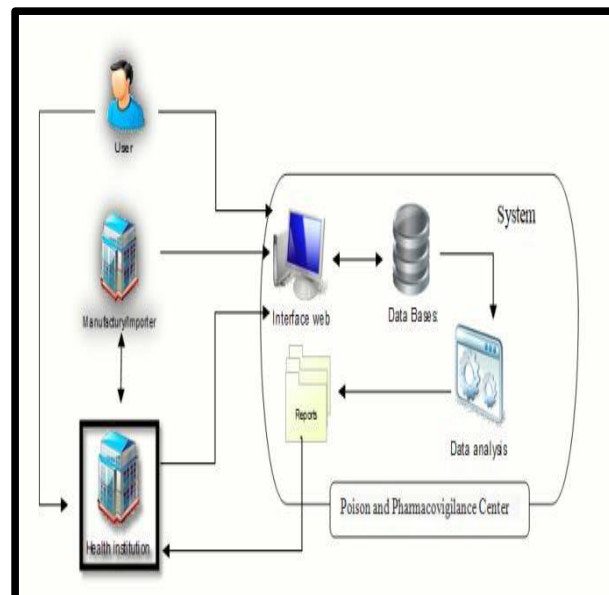 User
System
Manufactury/Importer
Interface web
Data Bases:
Reports
Data analysis
Health institution
Poison and Pharmacovigilance Center